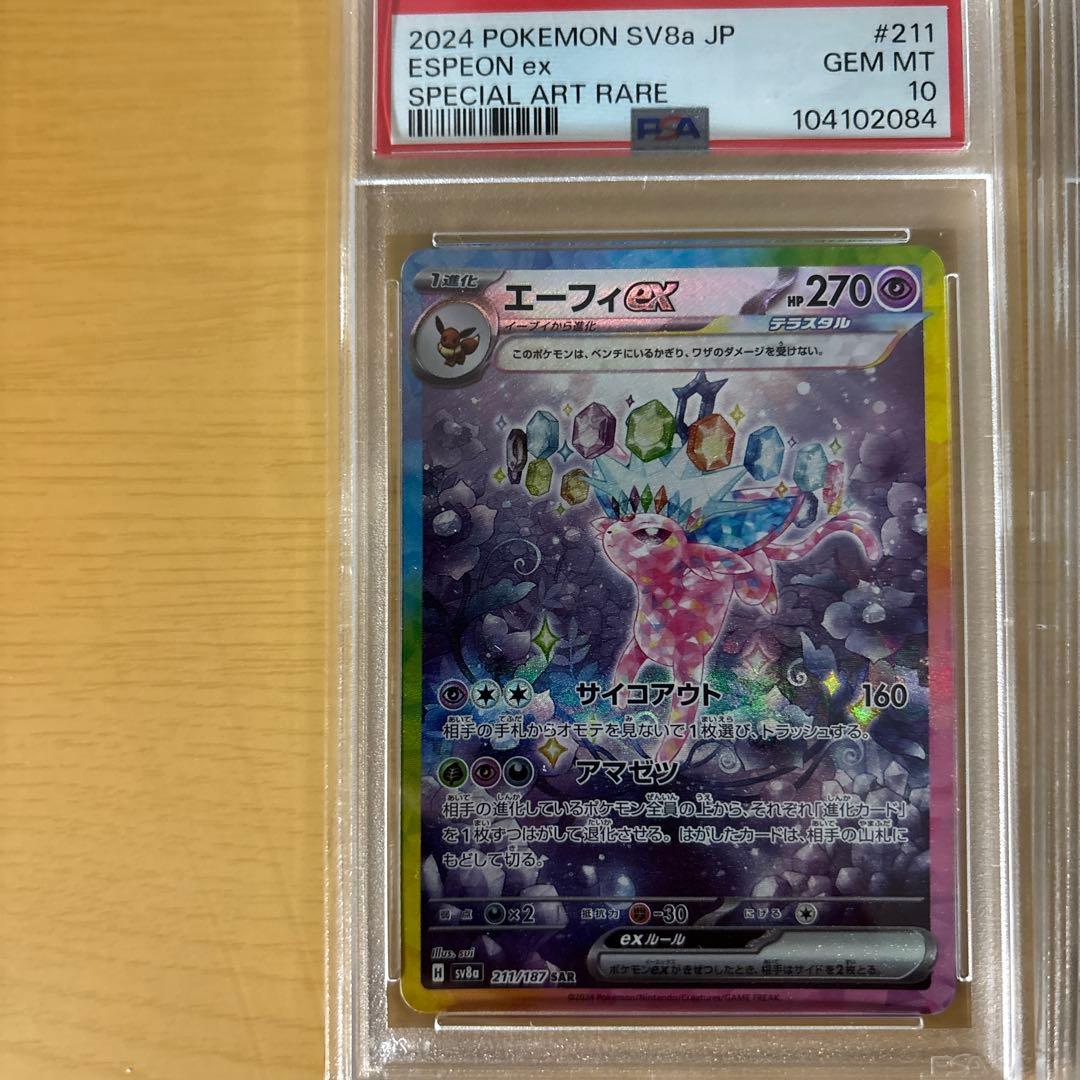 2024 POKEMON SV8a JP #211
ESPEON ex GEM MT
SPECIAL ART RARE 10
PSA 104102084
1進化 エーフィex HP270
イーブイから進化 テラスタル
このポケモンは、ベンチにいるかぎり、ワザのダメージを受けない。
サイコアウト 160
相手の手札からオモテを見ないで1枚選び、トラッシュする。
アマゼツ
相手の進化しているポケモン全員の上から、それぞれ「進化カード」
を1枚ずつはがして退化させる。はがしたカードは、相手の山札に
もどして切る。
弱点 ×2 抵抗力 -30 にげる
exルール
ポケモンexがきぜつしたとき、相手はサイドを2枚とる。
Illus. sui
H sv8a 211/187 SAR
©2024 Pokémon/Nintendo/Creatures/GAME FREAK
PSA